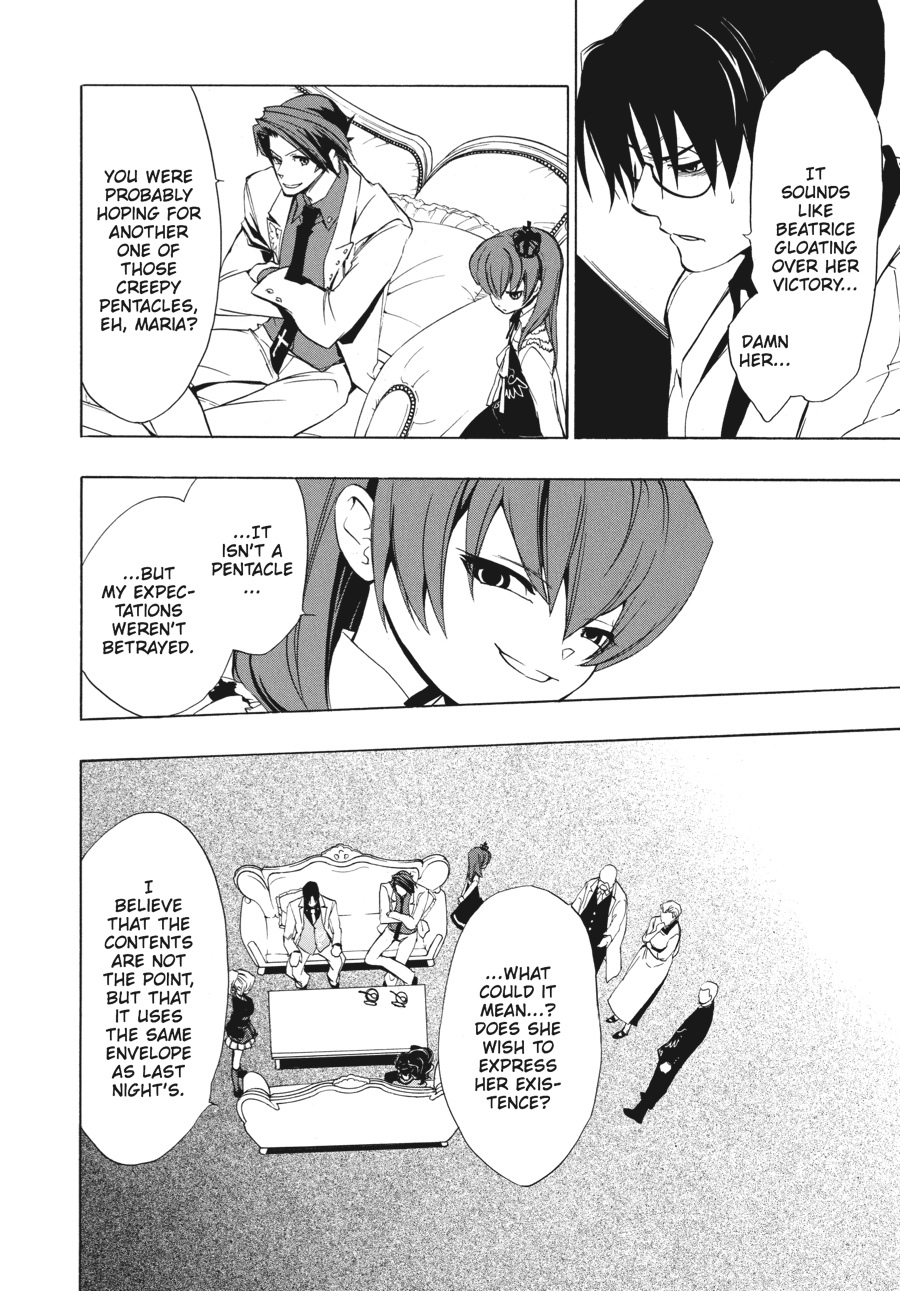 IT
SOUNDS
LIKE
BEATRICE
GLOATING
OVER HER
VICTORY...
DAMN
HER...
YOU WERE
PROBABLY
HOPING FOR
ANOTHER
ONE OF
THOSE
CREEPY
PENTACLES,
EH, MARIA?
...IT
ISN'T A
PENTACLE
...
...BUT
MY EXPEC-
TATIONS
WEREN'T
BETRAYED.
...WHAT
COULD IT
MEAN...?
DOES SHE
WISH TO
EXPRESS
HER EXIS-
TENCE?
I
BELIEVE
THAT THE
CONTENTS
ARE NOT
THE POINT,
BUT THAT
IT USES
THE SAME
ENVELOPE
AS LAST
NIGHT'S.